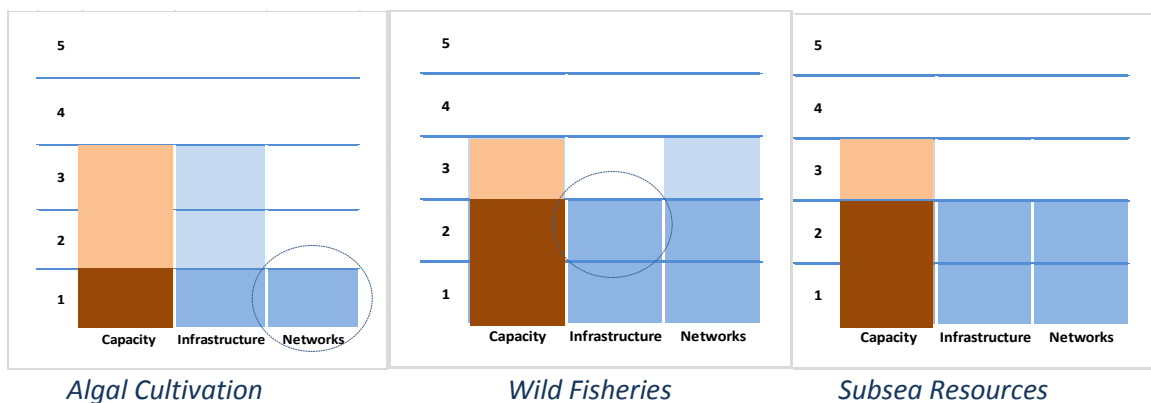 5
4
3
2
1
Capacity Infrastructure Networks
Algal Cultivation
5
4
3
2
1
Capacity Infrastructure Networks
Wild Fisheries
5
4
3
2
1
Capacity Infrastructure Networks
Subsea Resources